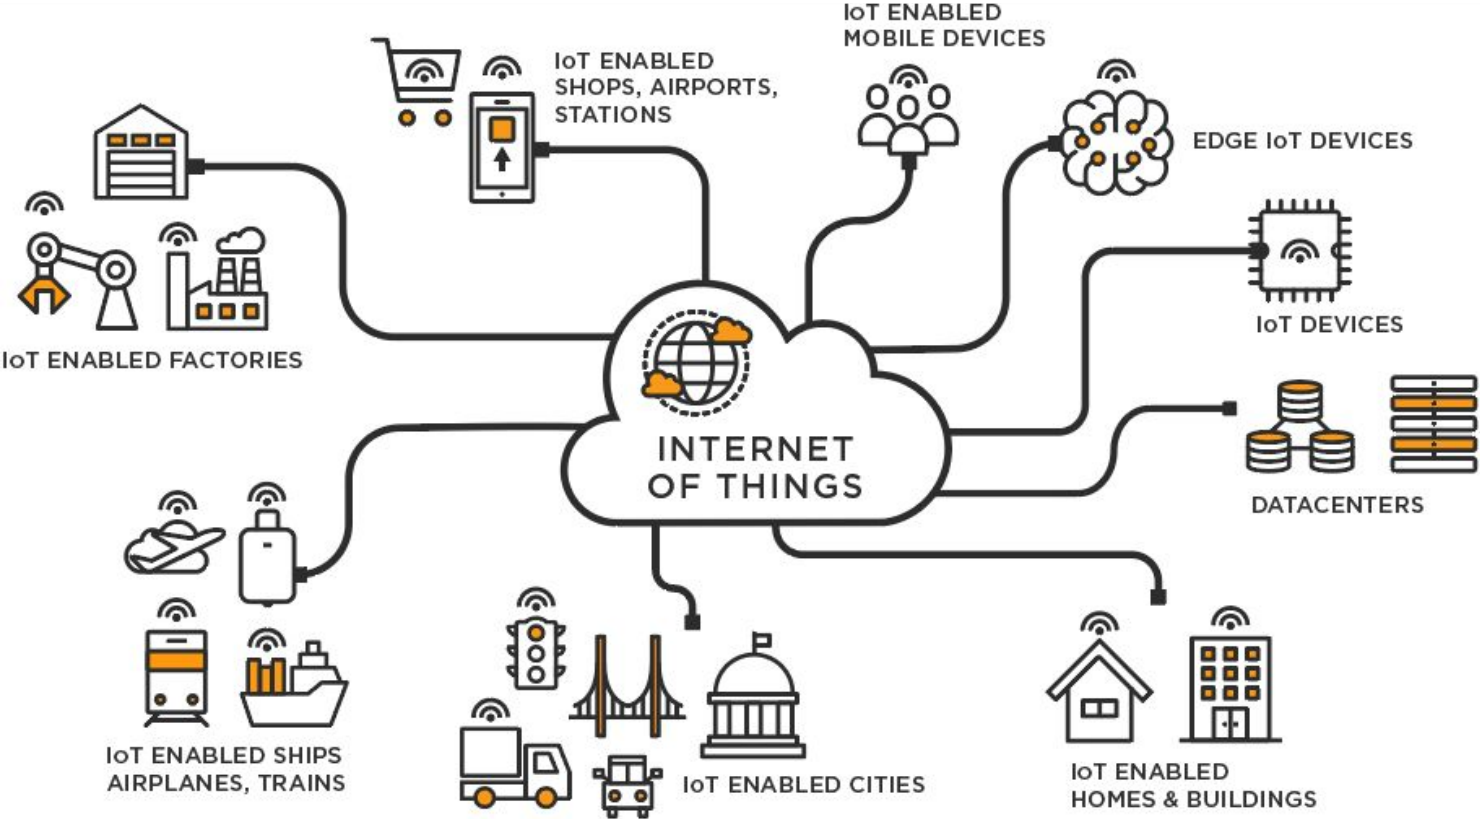 IoT ENABLED
MOBILE DEVICES
IoT ENABLED
SHOPS, AIRPORTS,
STATIONS
EDGE IoT DEVICES
IoT DEVICES
IoT ENABLED FACTORIES
INTERNET
OF THINGS
DATACENTERS
IoT ENABLED SHIPS
AIRPLANES, TRAINS
IoT ENABLED CITIES
IoT ENABLED
HOMES & BUILDINGS